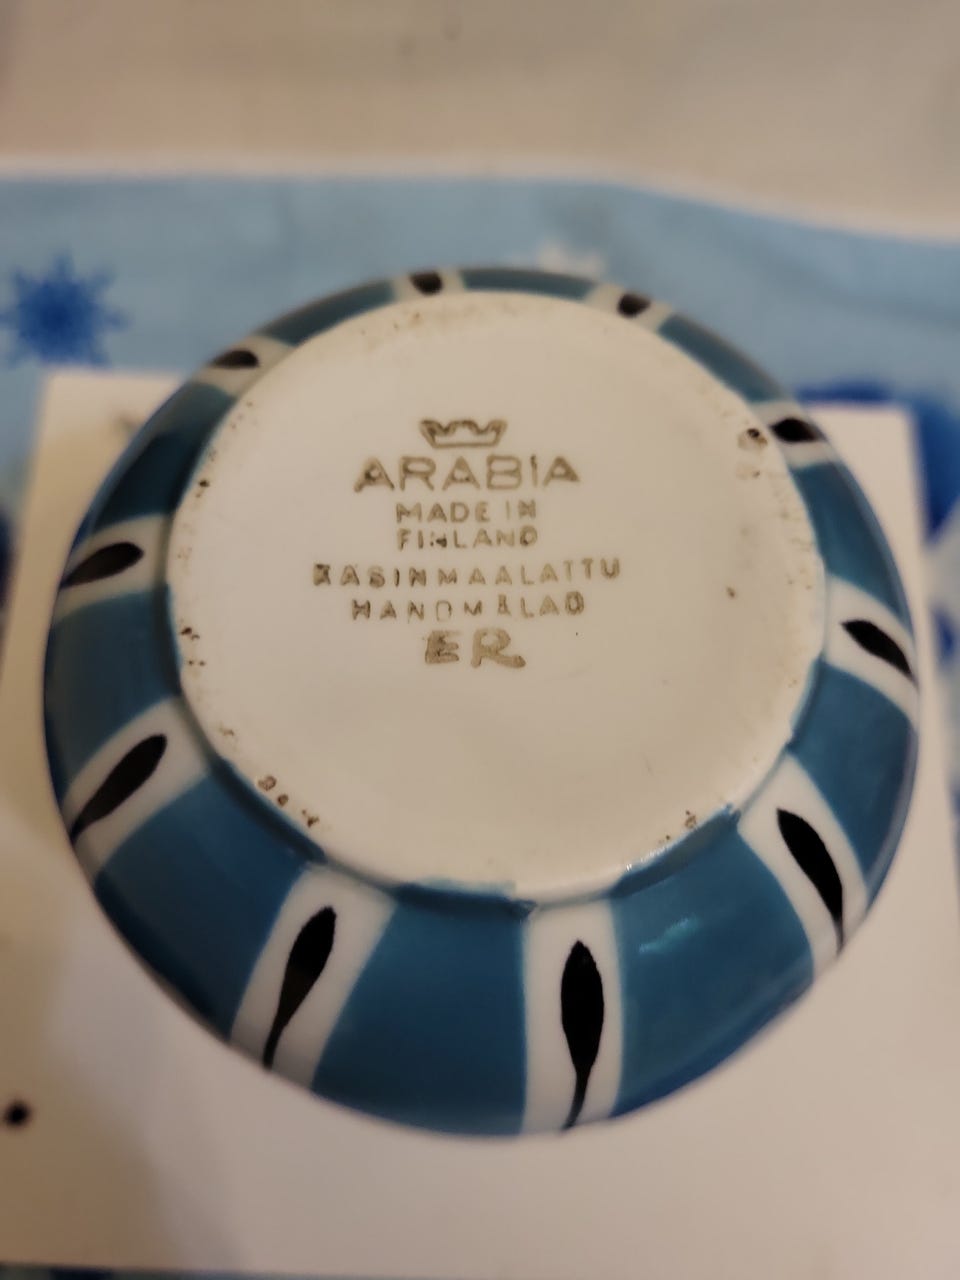 ARABIA
MADE IN
FINLAND
KÄSINMAALATTU
HANDMÅLAD
ER